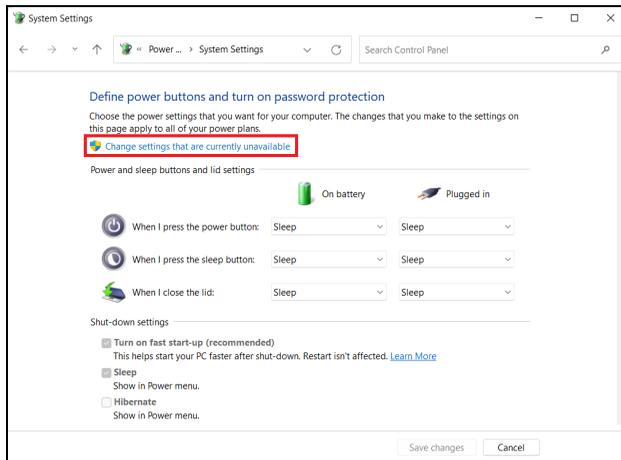 System Settings
« Power ... > System Settings
Search Control Panel
Define power buttons and turn on password protection
Choose the power settings that you want for your computer. The changes that you make to the settings on
this page apply to all of your power plans.
Change settings that are currently unavailable
Power and sleep buttons and lid settings
On battery Plugged in
When I press the power button: Sleep Sleep
When I press the sleep button: Sleep Sleep
When I close the lid: Sleep Sleep
Shut-down settings
Turn on fast start-up (recommended)
This helps start your PC faster after shut-down. Restart isn't affected. Learn More
Sleep
Show in Power menu.
Hibernate
Show in Power menu.
Save changes Cancel